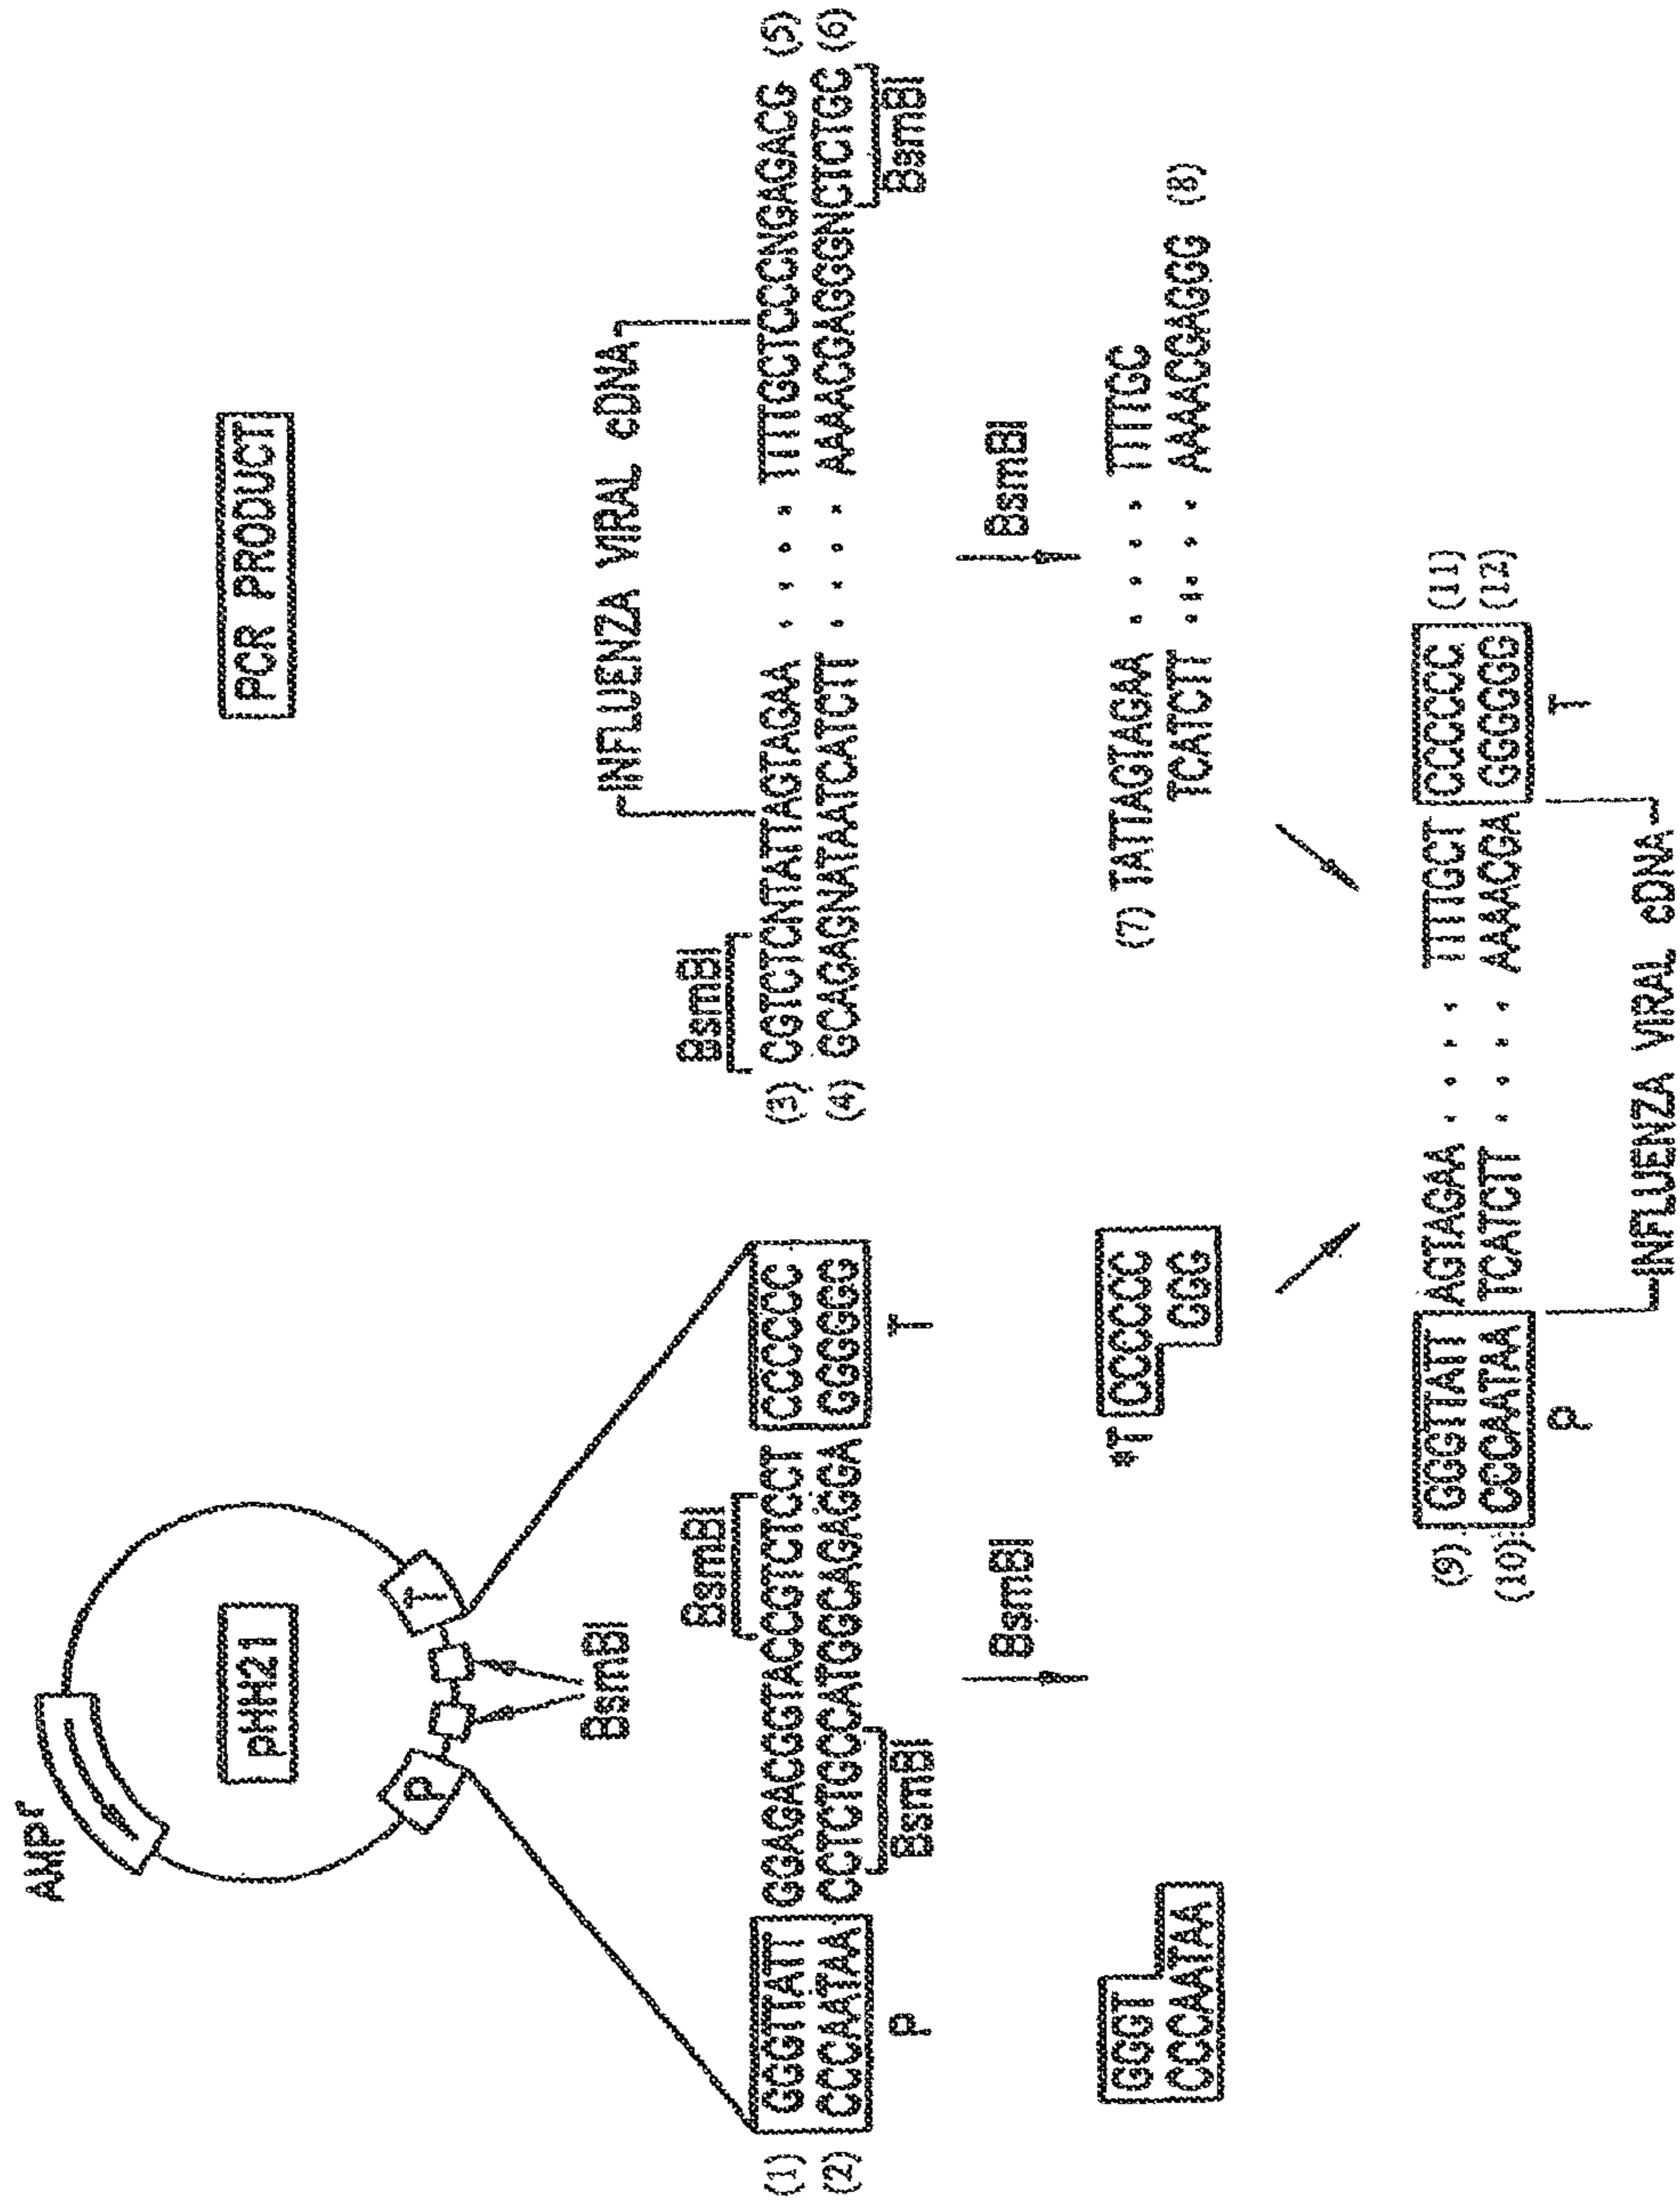 AMPr
pHH21
P
T
BsmBI
PCR PRODUCT
INFLUENZA VIRAL cDNA
BsmBI
BsmBI
(1) GGGTTATT GGAGACGGTACCGTCTCCT CCCCCC
(2) CCCAATAA CCTCTGCCATGGCAGAGGA GGGGGG
P
BsmBI
T
(3) CGTCTCNTATTAGTAGAA . . . . TTTTGCTCCCNGAGACG (5)
(4) GCAGAGNATAATCATCTT . . . . AAAACGAGGGNCTCTGC (6)
BsmBI
BsmBI
BsmBI
GGGT
CCCAATAA
T CCCCCC
GGG
(7) TATTAGTAGAA . . . . TTTTGC
TCATCTT . . . . AAAACGAGGG (8)
(9) GGGTTATT AGTAGAA . . . . TTTTGCT CCCCCC (11)
(10) CCCAATAA TCATCTT . . . . AAAACGA GGGGGG (12)
P
T
INFLUENZA VIRAL cDNA